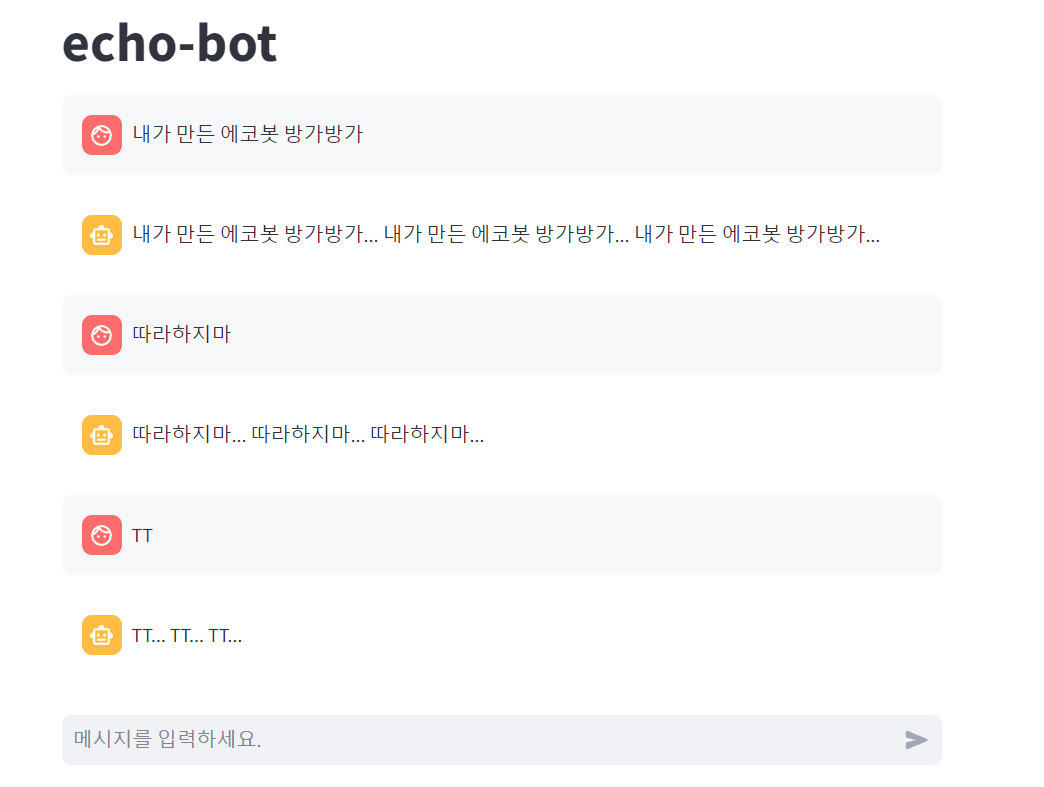 echo-bot
내가 만든 에코봇 방가방가
내가 만든 에코봇 방가방가... 내가 만든 에코봇 방가방가... 내가 만든 에코봇 방가방가...
따라하지마
따라하지마... 따라하지마... 따라하지마...
TT
TT... TT... TT...
메시지를 입력하세요.